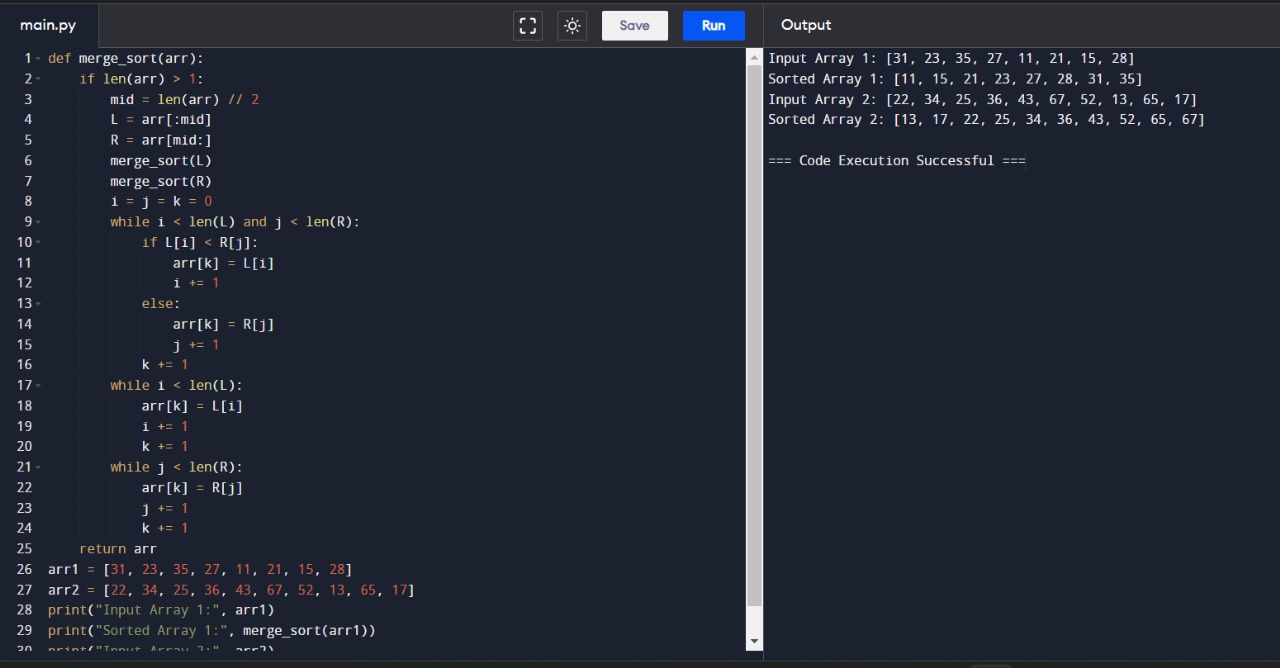 main.py
Save
Run
Output
1 def merge_sort(arr):
2     if len(arr) > 1:
3         mid = len(arr) // 2
4         L = arr[:mid]
5         R = arr[mid:]
6         merge_sort(L)
7         merge_sort(R)
8         i = j = k = 0
9         while i < len(L) and j < len(R):
10             if L[i] < R[j]:
11                 arr[k] = L[i]
12                 i += 1
13             else:
14                 arr[k] = R[j]
15                 j += 1
16             k += 1
17         while i < len(L):
18             arr[k] = L[i]
19             i += 1
20             k += 1
21         while j < len(R):
22             arr[k] = R[j]
23             j += 1
24             k += 1
25     return arr
26 arr1 = [31, 23, 35, 27, 11, 21, 15, 28]
27 arr2 = [22, 34, 25, 36, 43, 67, 52, 13, 65, 17]
28 print("Input Array 1:", arr1)
29 print("Sorted Array 1:", merge_sort(arr1))
30 print("Input Array 2:", arr2)
Input Array 1: [31, 23, 35, 27, 11, 21, 15, 28]
Sorted Array 1: [11, 15, 21, 23, 27, 28, 31, 35]
Input Array 2: [22, 34, 25, 36, 43, 67, 52, 13, 65, 17]
Sorted Array 2: [13, 17, 22, 25, 34, 36, 43, 52, 65, 67]
=== Code Execution Successful ===